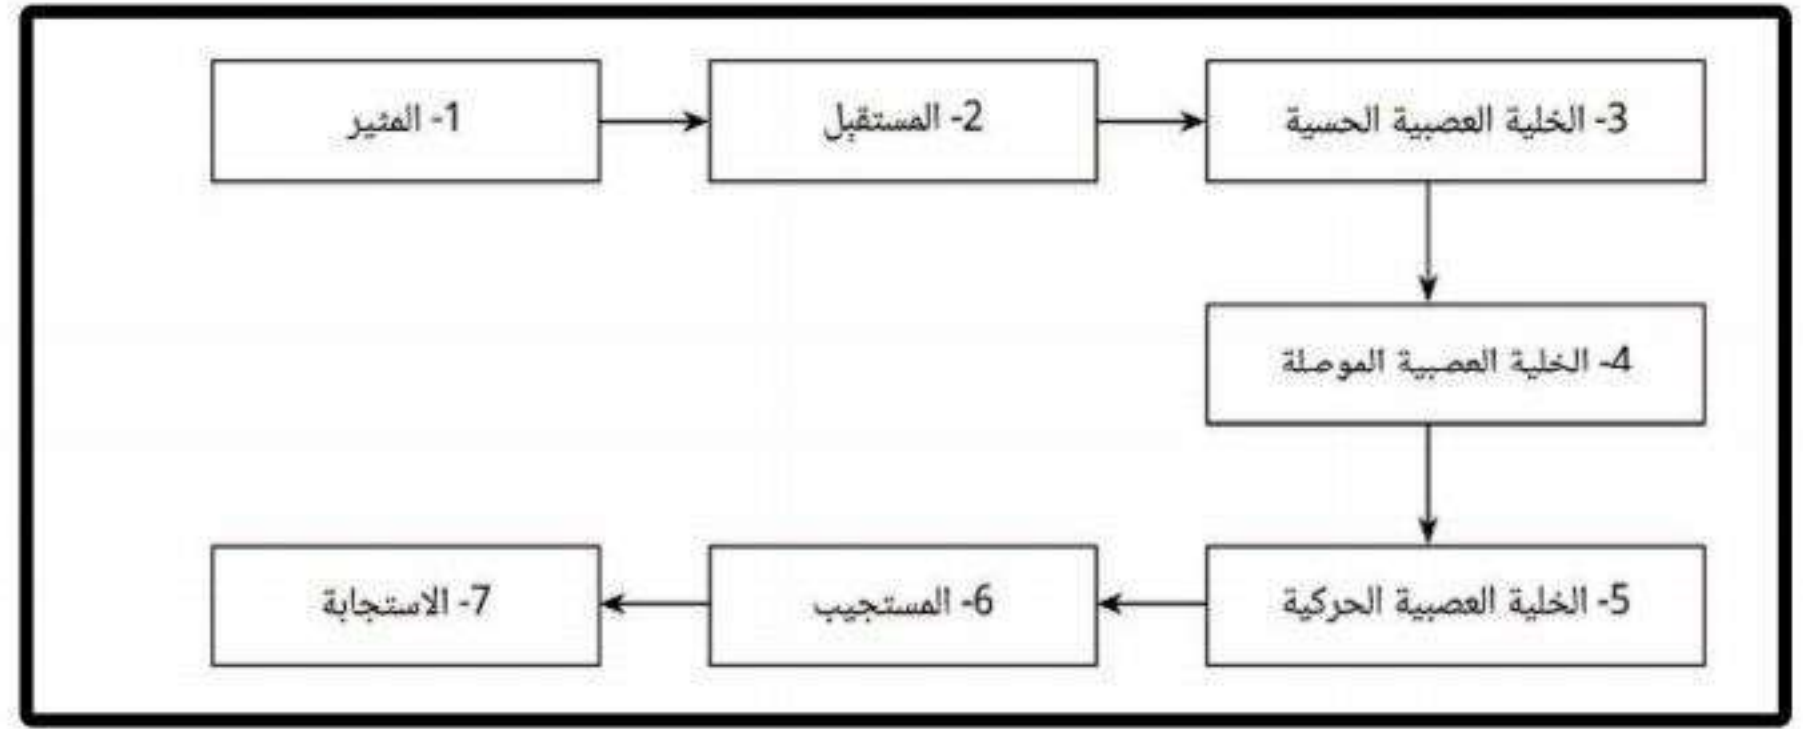 1- المثير
2- المستقبل
3- الخلية العصبية الحسية
4- الخلية العصبية الموصلة
5- الخلية العصبية الحركية
6- المستجيب
7- الاستجابة